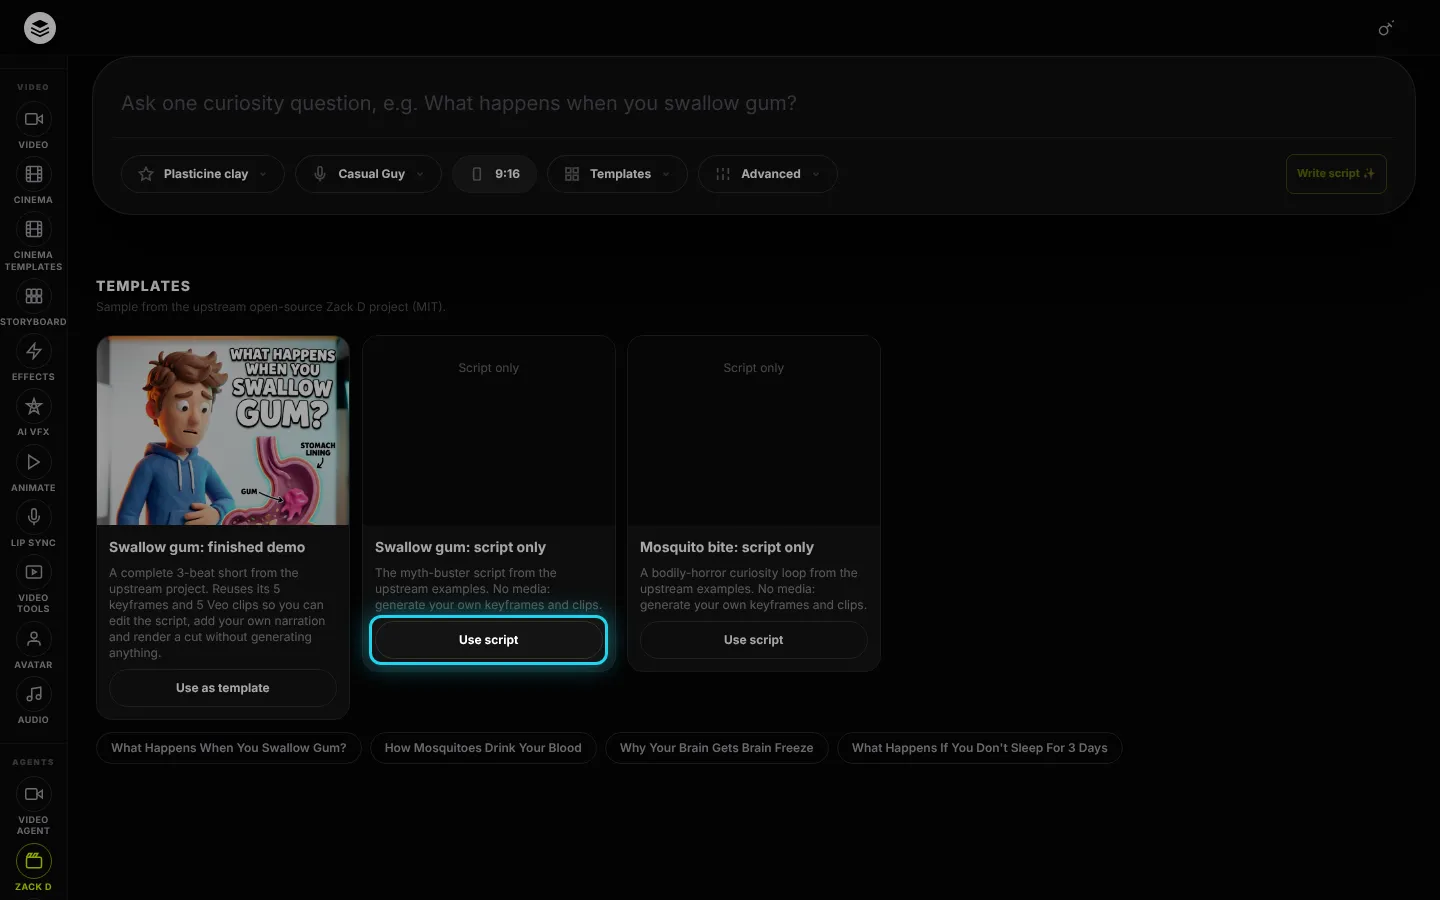 VIDEO
VIDEO
CINEMA
CINEMA
TEMPLATES
STORYBOARD
EFFECTS
AI VFX
ANIMATE
LIP SYNC
VIDEO
TOOLS
AVATAR
AUDIO
AGENTS
VIDEO
AGENT
ZACK D
Ask one curiosity question, e.g. What happens when you swallow gum?
Plasticine clay
Casual Guy
9:16
Templates
Advanced
Write script
TEMPLATES
Sample from the upstream open-source Zack D project (MIT).
WHAT HAPPENS
WHEN YOU
SWALLOW
GUM?
STOMACH
LINING
GUM
Swallow gum: finished demo
A complete 3-beat short from the
upstream project. Reuses its 5
keyframes and 5 Veo clips so you can
edit the script, add your own narration
and render a cut without generating
anything.
Use as template
Script only
Swallow gum: script only
The myth-buster script from the
upstream examples. No media:
generate your own keyframes and clips.
Use script
Script only
Mosquito bite: script only
A bodily-horror curiosity loop from the
upstream examples. No media:
generate your own keyframes and clips.
Use script
What Happens When You Swallow Gum?
How Mosquitoes Drink Your Blood
Why Your Brain Gets Brain Freeze
What Happens If You Don't Sleep For 3 Days